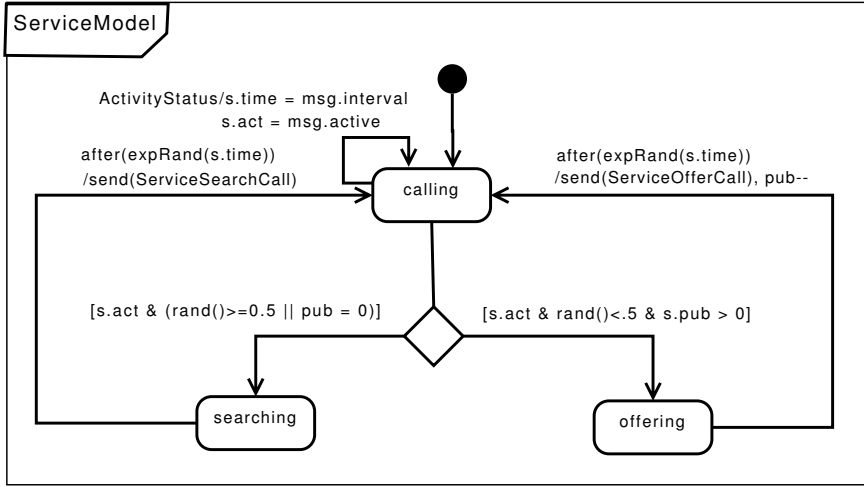 ServiceModel
ActivityStatus/s.time = msg.interval
s.act = msg.active
after(expRand(s.time))
/send(ServiceSearchCall)
after(expRand(s.time))
/send(ServiceOfferCall), pub--
calling
[s.act & (rand()>=0.5 || pub = 0)]
[s.act & rand()<.5 & s.pub > 0]
searching
offering